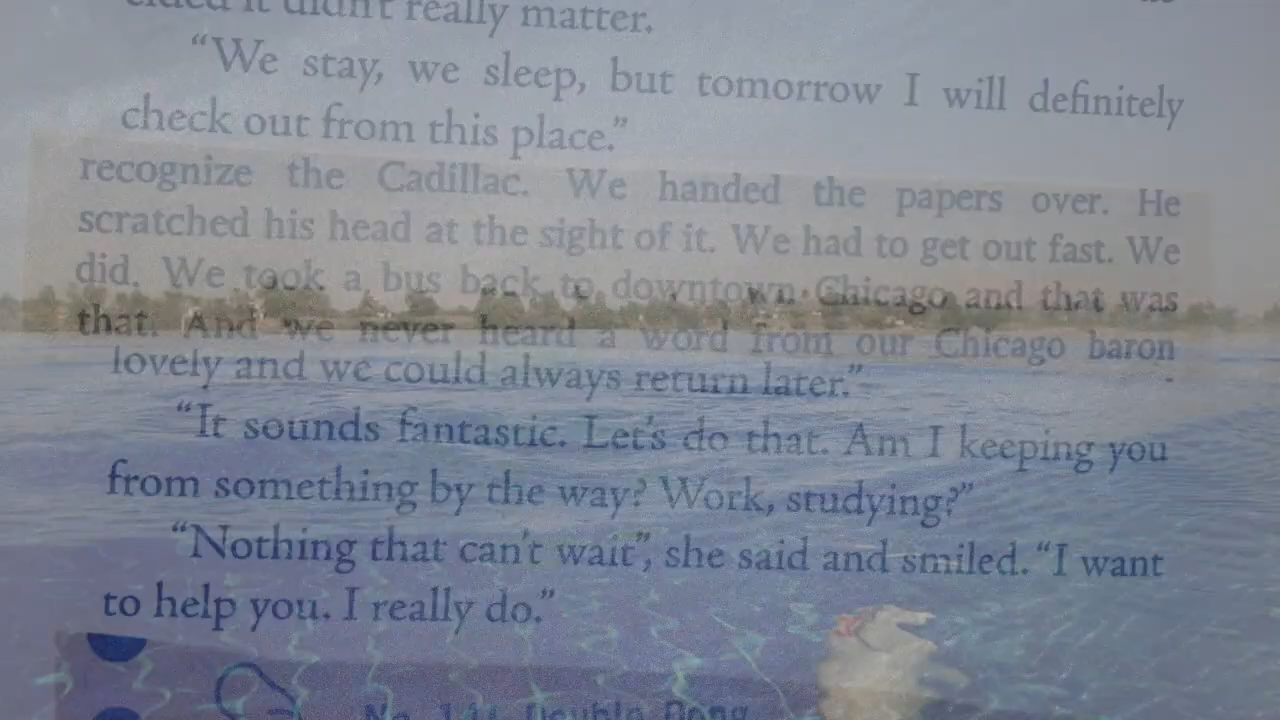 it didn't really matter.
“We stay, we sleep, but tomorrow I will definitely
check out from this place.”
recognize the Cadillac. We handed the papers over. He
scratched his head at the sight of it. We had to get out fast. We
did. We took a bus back to downtown Chicago and that was
that. And we never heard a word from our Chicago baron
lovely and we could always return later.”
“It sounds fantastic. Let's do that. Am I keeping you
from something by the way? Work, studying?”
“Nothing that can't wait”, she said and smiled. “I want
to help you. I really do.”
Double